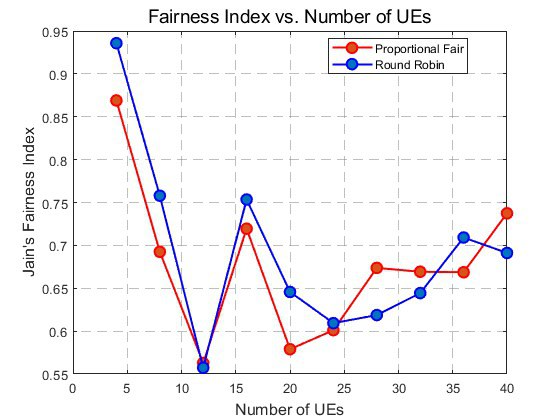 Fairness Index vs. Number of UEs
Proportional Fair
Round Robin
Jain's Fairness Index
0.95
0.9
0.85
0.8
0.75
0.7
0.65
0.6
0.55
0 5 10 15 20 25 30 35 40
Number of UEs